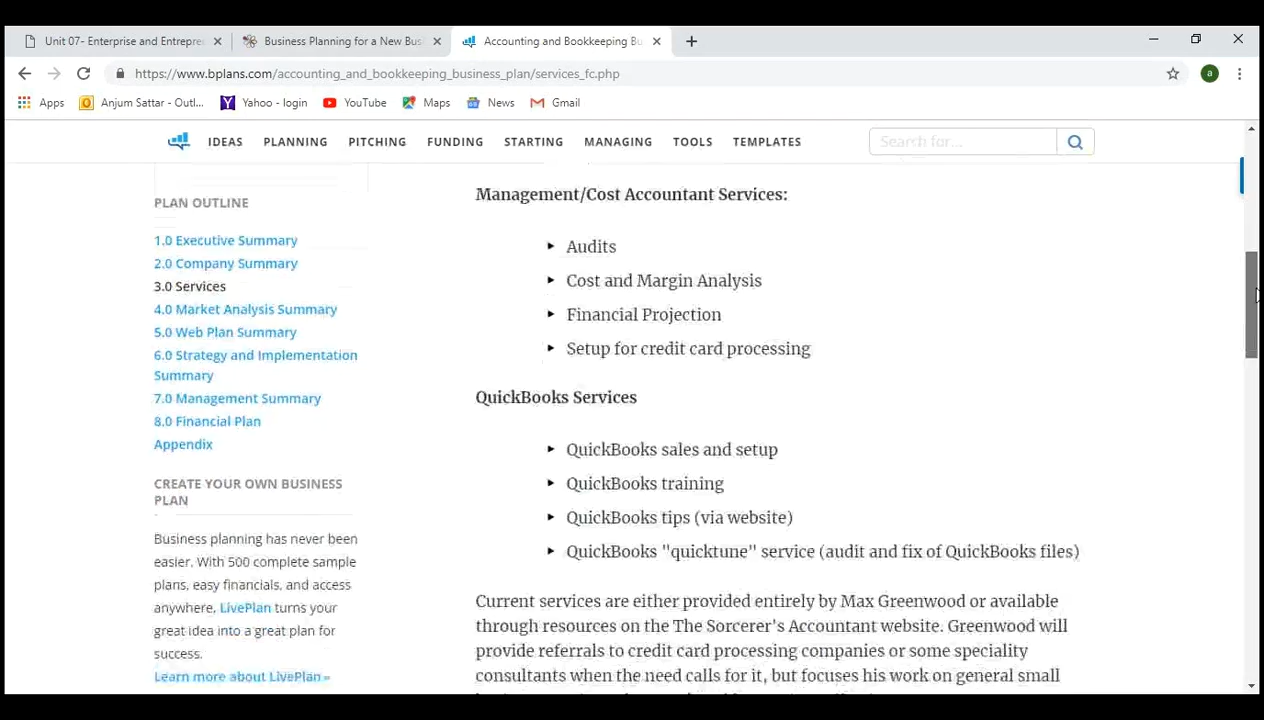 Unit 07- Enterprise and Entrepre
Business Planning for a New Busi
Accounting and Bookkeeping Bu
https://www.bplans.com/accounting_and_bookkeeping_business_plan/services_fc.php
a
Apps
Anjum Sattar - Outl...
Yahoo - login
YouTube
Maps
News
Gmail
IDEAS PLANNING PITCHING FUNDING STARTING MANAGING TOOLS TEMPLATES
Search for...
PLAN OUTLINE
1.0 Executive Summary
2.0 Company Summary
3.0 Services
4.0 Market Analysis Summary
5.0 Web Plan Summary
6.0 Strategy and Implementation
Summary
7.0 Management Summary
8.0 Financial Plan
Appendix
CREATE YOUR OWN BUSINESS
PLAN
Business planning has never been
easier. With 500 complete sample
plans, easy financials, and access
anywhere, LivePlan turns your
great idea into a great plan for
success.
Learn more about LivePlan »
Management/Cost Accountant Services:
Audits
Cost and Margin Analysis
Financial Projection
Setup for credit card processing
QuickBooks Services
QuickBooks sales and setup
QuickBooks training
QuickBooks tips (via website)
QuickBooks "quicktune" service (audit and fix of QuickBooks files)
Current services are either provided entirely by Max Greenwood or available
through resources on the The Sorcerer's Accountant website. Greenwood will
provide referrals to credit card processing companies or some speciality
consultants when the need calls for it, but focuses his work on general small